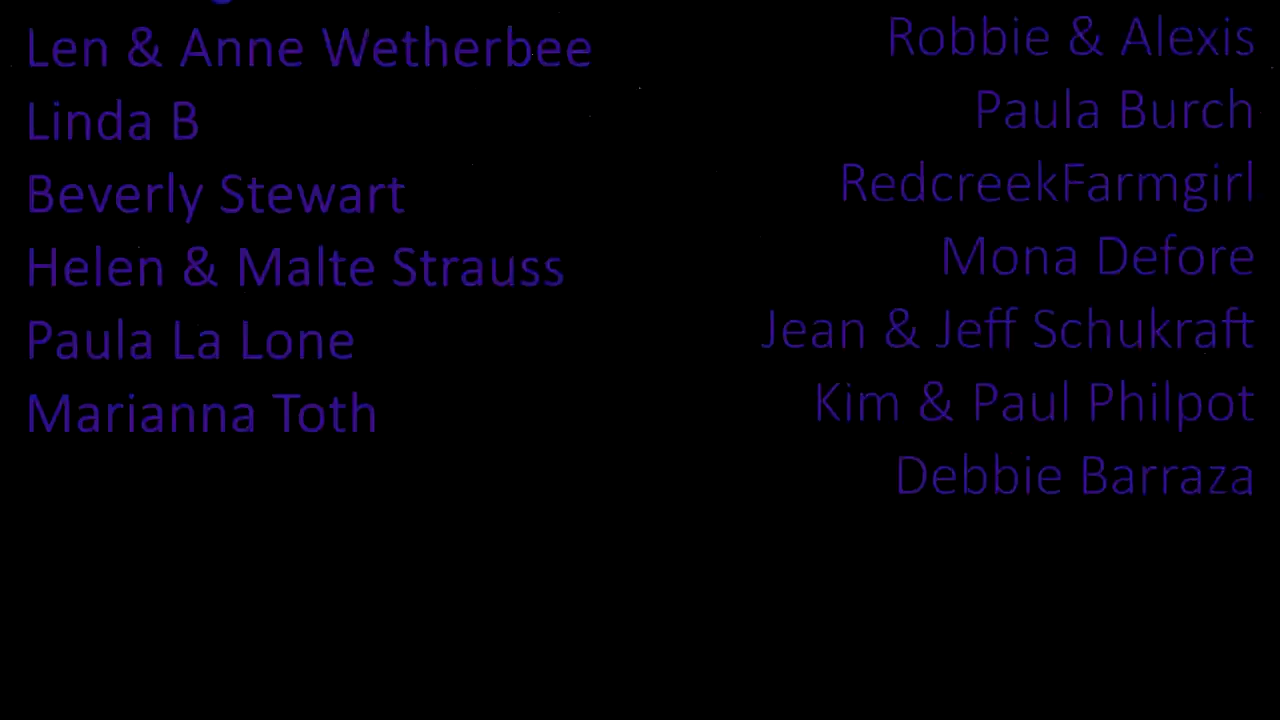 Len & Anne Wetherbee
Linda B
Beverly Stewart
Helen & Malte Strauss
Paula La Lone
Marianna Toth
Robbie & Alexis
Paula Burch
RedcreekFarmgirl
Mona Defore
Jean & Jeff Schukraft
Kim & Paul Philpot
Debbie Barraza